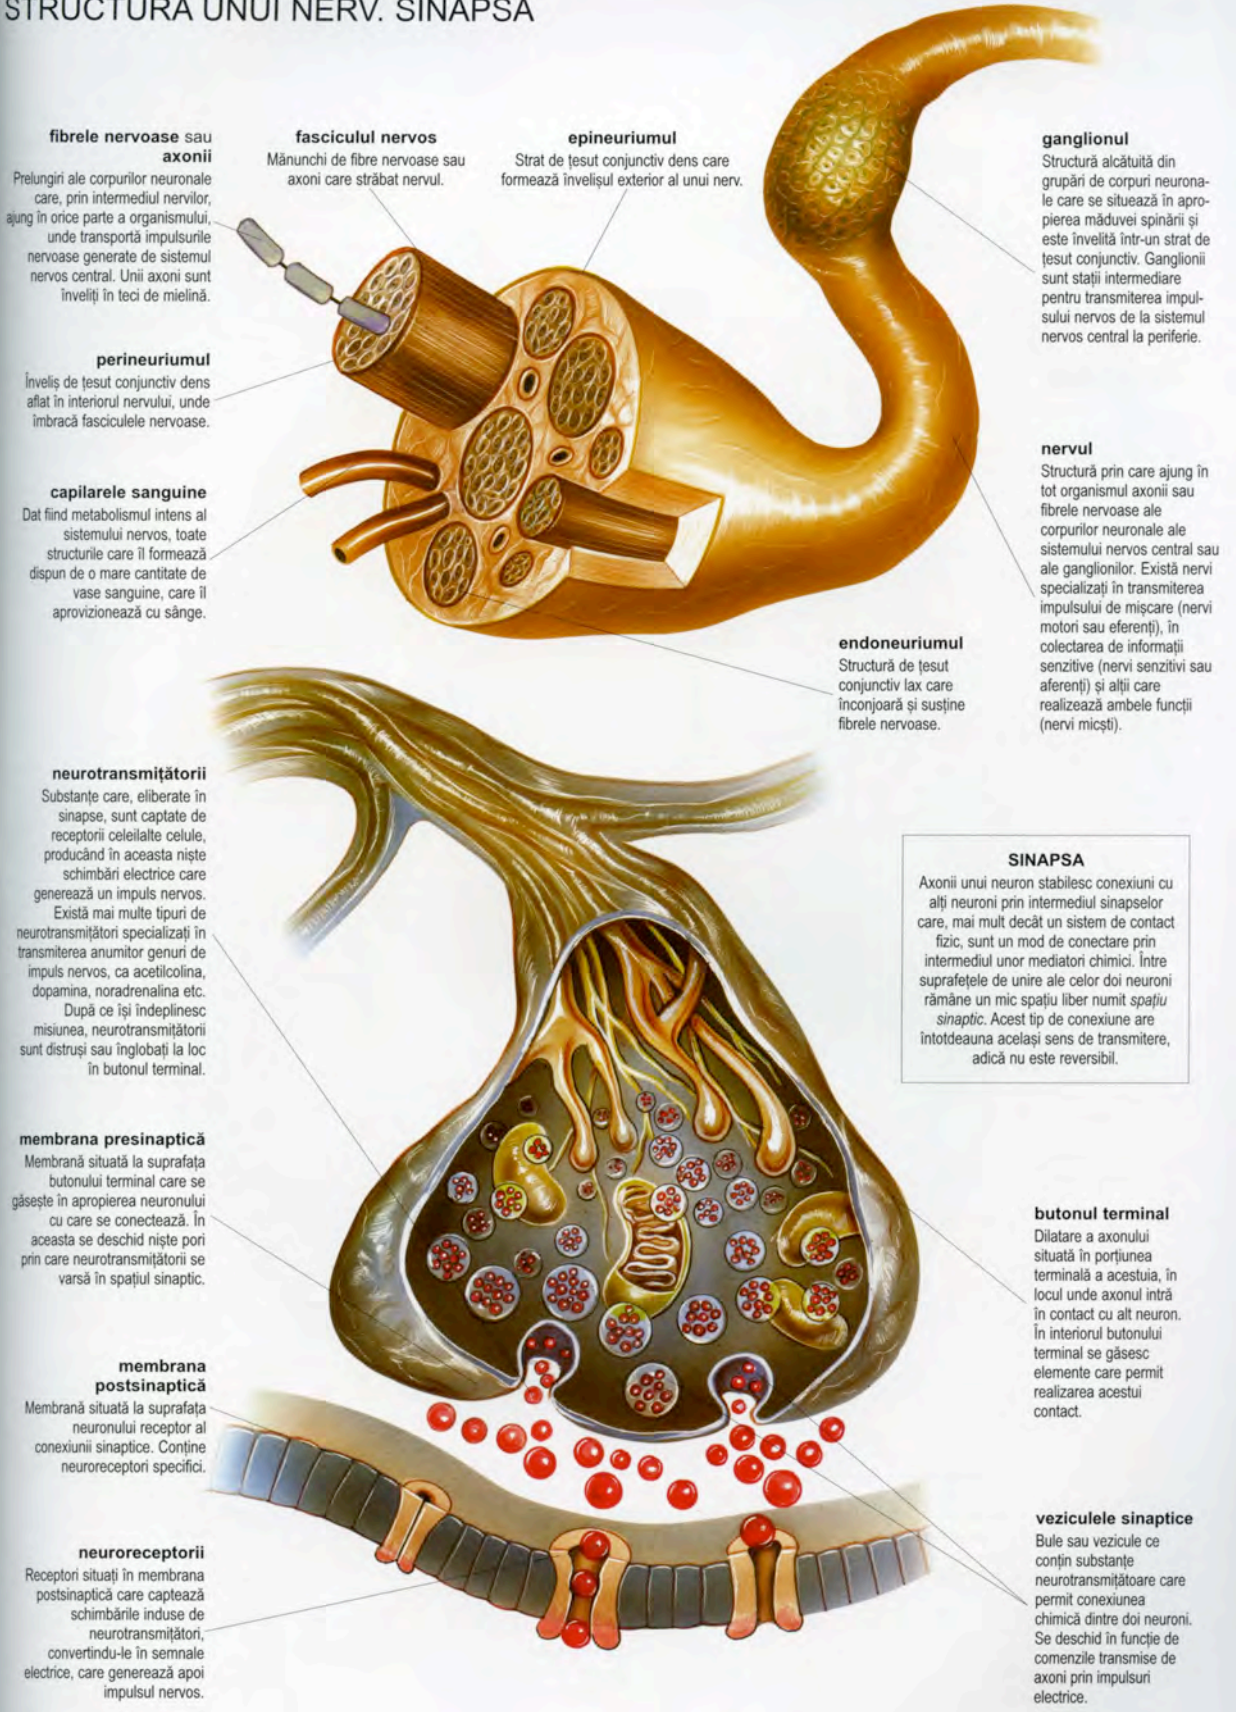 STRUCTURA UNUI NERV. SINAPSA
fibrele nervoase sau
axonii
Prelungiri ale corpurilor neuronale
care, prin intermediul nervilor,
ajung în orice parte a organismului,
unde transportă impulsurile
nervoase generate de sistemul
nervos central. Unii axoni sunt
înveliți în teci de mielină.
fasciculul nervos
Mănunchi de fibre nervoase sau
axoni care străbat nervul.
epineuriumul
Strat de țesut conjunctiv dens care
formează învelișul exterior al unui nerv.
ganglionul
Structură alcătuită din
grupări de corpuri neurona-
le care se situează în apro-
pierea măduvei spinării și
este învelită într-un strat de
țesut conjunctiv. Ganglionii
sunt stații intermediare
pentru transmiterea impul-
sului nervos de la sistemul
nervos central la periferie.
perineuriumul
Înveliș de țesut conjunctiv dens
aflat în interiorul nervului, unde
îmbracă fasciculele nervoase.
capilarele sanguine
Dat fiind metabolismul intens al
sistemului nervos, toate
structurile care îl formează
dispun de o mare cantitate de
vase sanguine, care îl
aprovizionează cu sânge.
nervul
Structură prin care ajung în
tot organismul axonii sau
fibrele nervoase ale
corpurilor neuronale ale
sistemului nervos central sau
ale ganglionilor. Există nervi
specializați în transmiterea
impulsului de mișcare (nervi
motori sau eferenți), în
colectarea de informații
senzitive (nervi senzitivi sau
aferenți) și alții care
realizează ambele funcții
(nervi micști).
endoneuriumul
Structură de țesut
conjunctiv lax care
înconjoară și susține
fibrele nervoase.
neurotransmițătorii
Substanțe care, eliberate în
sinapse, sunt captate de
receptorii celeilalte celule,
producând în aceasta niște
schimbări electrice care
generează un impuls nervos.
Există mai multe tipuri de
neurotransmițători specializați în
transmiterea anumitor genuri de
impuls nervos, ca acetilcolina,
dopamina, noradrenalina etc.
După ce își îndeplinesc
misiunea, neurotransmițătorii
sunt distruși sau înglobați la loc
în butonul terminal.
SINAPSA
Axonii unui neuron stabilesc conexiuni cu
alți neuroni prin intermediul sinapselor
care, mai mult decât un sistem de contact
fizic, sunt un mod de conectare prin
intermediul unor mediatori chimici. Între
suprafețele de unire ale celor doi neuroni
rămâne un mic spațiu liber numit spațiu
sinaptic. Acest tip de conexiune are
întotdeauna același sens de transmitere,
adică nu este reversibil.
membrana presinaptică
Membrană situată la suprafața
butonului terminal care se
găsește în apropierea neuronului
cu care se conectează. În
aceasta se deschid niște pori
prin care neurotransmițătorii se
varsă în spațiul sinaptic.
butonul terminal
Dilatare a axonului
situată în porțiunea
terminală a acestuia, în
locul unde axonul intră
în contact cu alt neuron.
În interiorul butonului
terminal se găsesc
elemente care permit
realizarea acestui
contact.
membrana
postsinaptică
Membrană situată la suprafața
neuronului receptor al
conexiunii sinaptice. Conține
neuroreceptori specifici.
neuroreceptorii
Receptori situați în membrana
postsinaptică care captează
schimbările induse de
neurotransmițători,
convertindu-le în semnale
electrice, care generează apoi
impulsul nervos.
veziculele sinaptice
Bule sau vezicule ce
conțin substanțe
neurotransmițătoare care
permit conexiunea
chimică dintre doi neuroni.
Se deschid în funcție de
comenzile transmise de
axoni prin impulsuri
electrice.